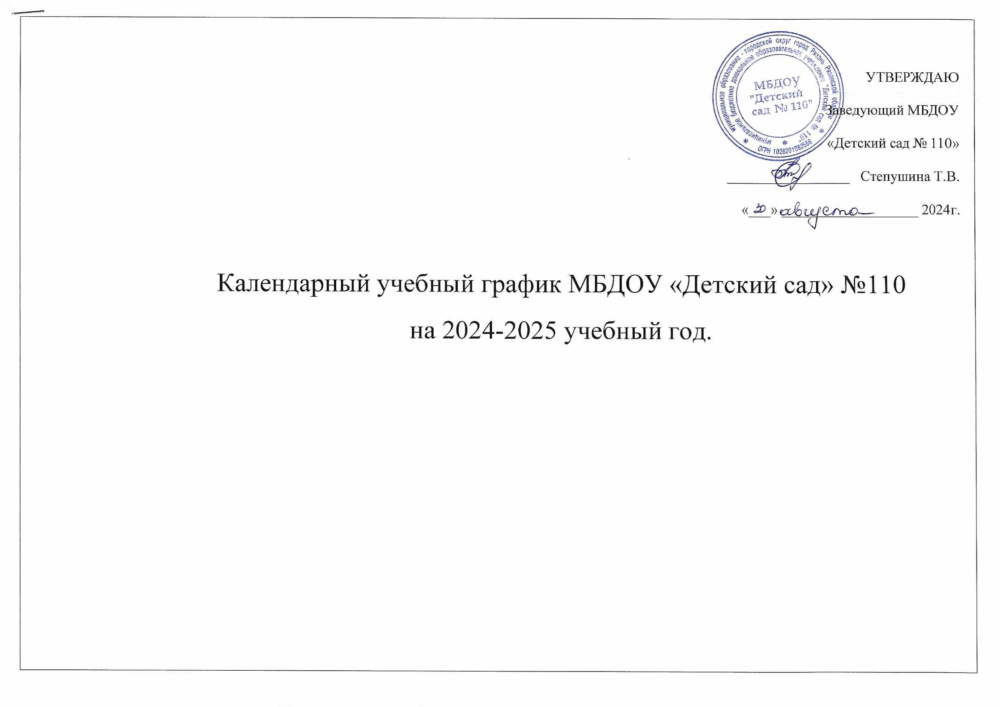 муниципальное образование - городской округ город Рязань Рязанской области
муниципальное бюджетное дошкольное образовательное учреждение "Детский сад № 110"
ОГРН 1026201082566
МБДОУ
"Детский
сад № 110"
УТВЕРЖДАЮ
Заведующий МБДОУ
«Детский сад № 110»
Степушина Т.В.
«30» августа 2024г.
Календарный учебный график МБДОУ «Детский сад» №110
на 2024-2025 учебный год.